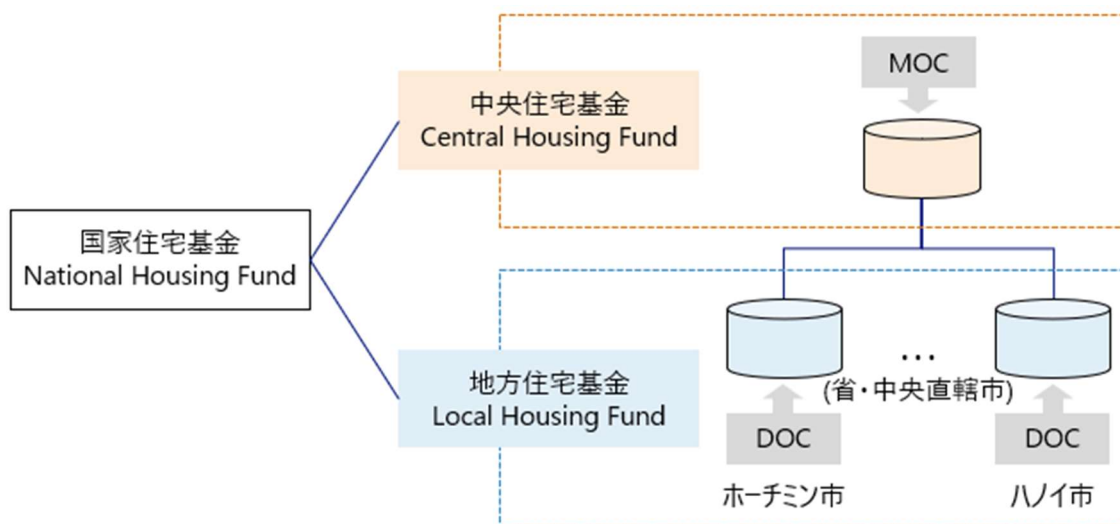 国家住宅基金
National Housing Fund
中央住宅基金
Central Housing Fund
MOC
地方住宅基金
Local Housing Fund
…
(省・中央直轄市)
DOC
DOC
ホーチミン市
ハノイ市